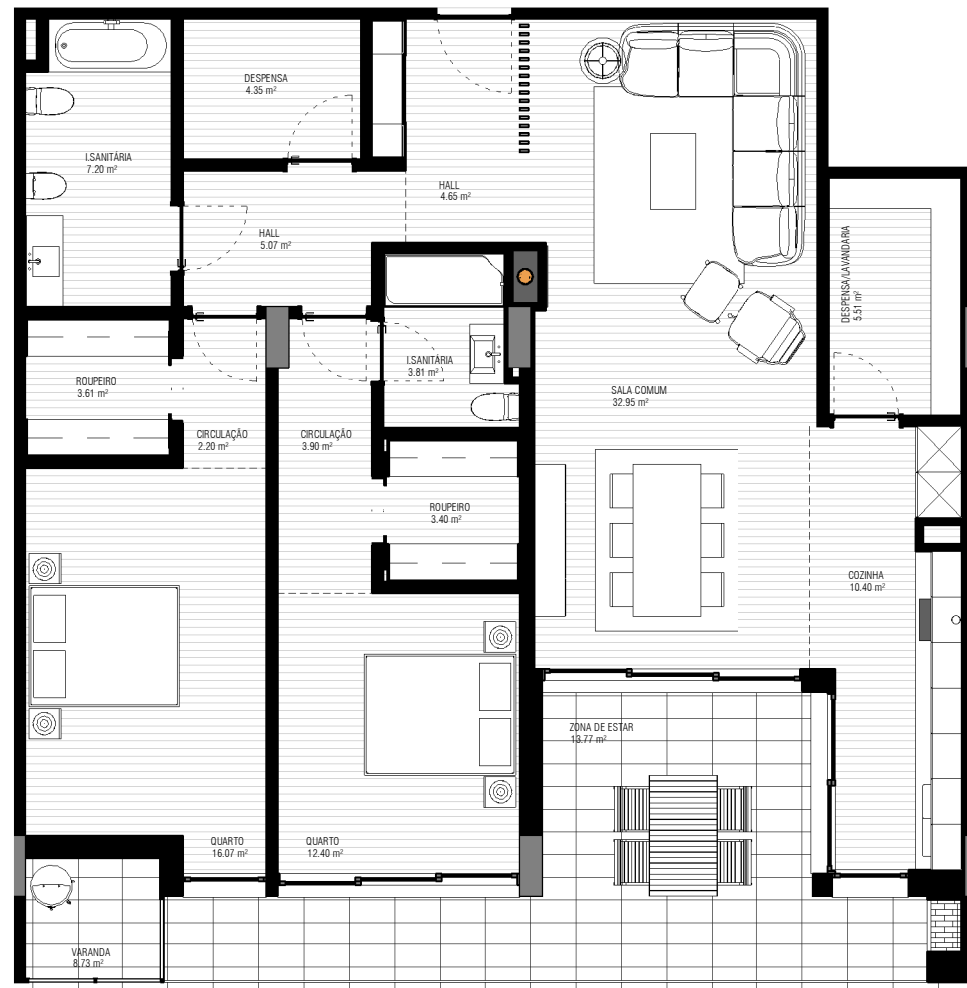 DESPENSA
4.35 m²
I.SANITÁRIA
7.20 m²
HALL
4.65 m²
HALL
5.07 m²
DESPENSA/LAVANDARIA
5.51 m²
I.SANITÁRIA
3.81 m²
ROUPEIRO
3.61 m²
SALA COMUM
32.95 m²
CIRCULAÇÃO
2.20 m²
CIRCULAÇÃO
3.90 m²
ROUPEIRO
3.40 m²
COZINHA
10.40 m²
ZONA DE ESTAR
13.77 m²
QUARTO
16.07 m²
QUARTO
12.40 m²
VARANDA
8.73 m²